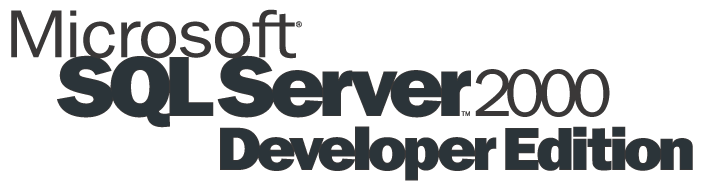 Microsoft®
SQL Server™ 2000
Developer Edition